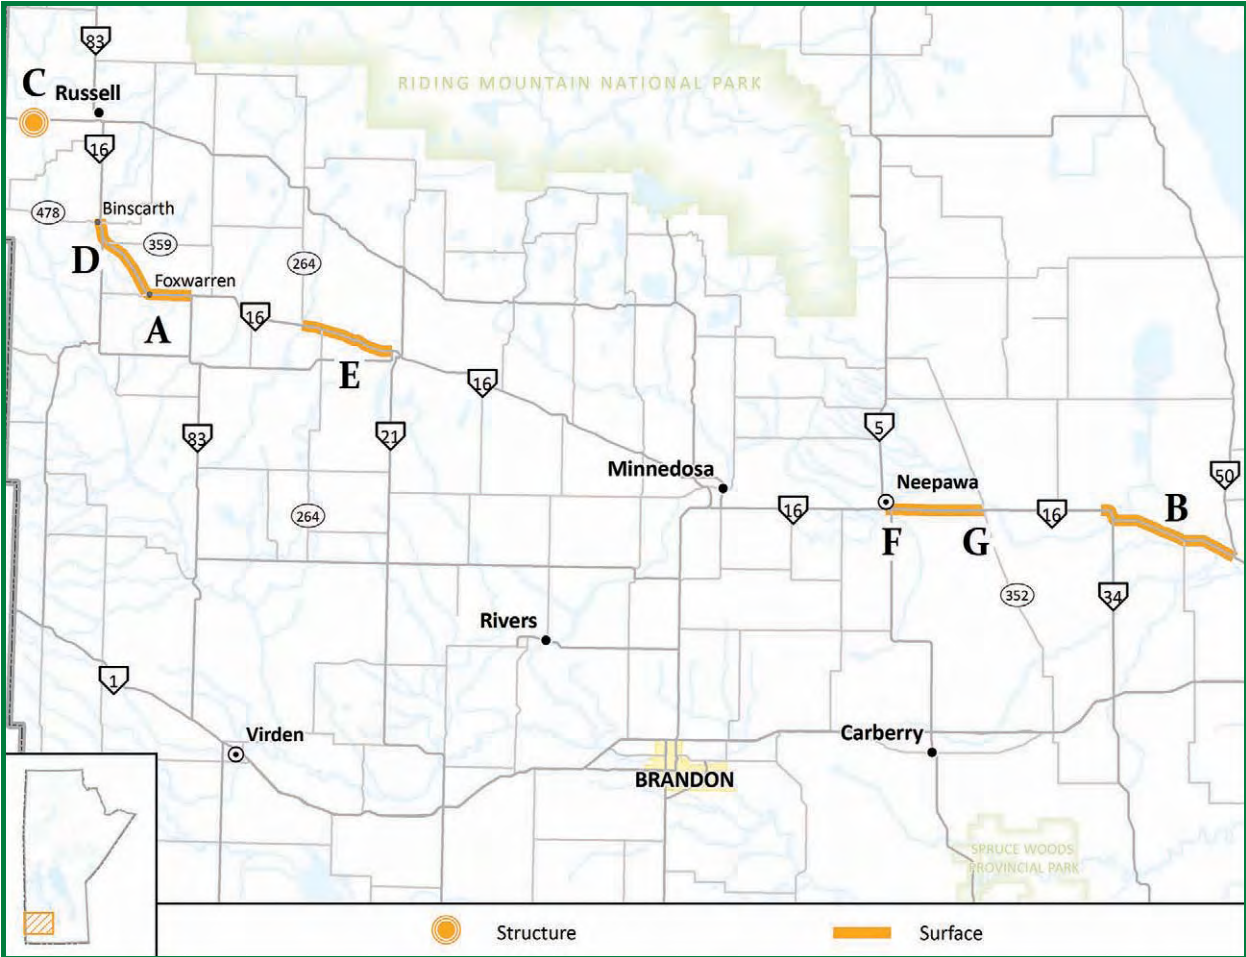 83
RIDING MOUNTAIN NATIONAL PARK
C
Russell
16
Binscarth
478
359
D
264
Foxwarren
16
A
E
16
83
21
5
Minnedosa
Neepawa
50
16
16
B
264
F
G
352
34
Rivers
1
Virden
Carberry
BRANDON
SPRUCE WOODS
PROVINCIAL PARK
Structure
Surface